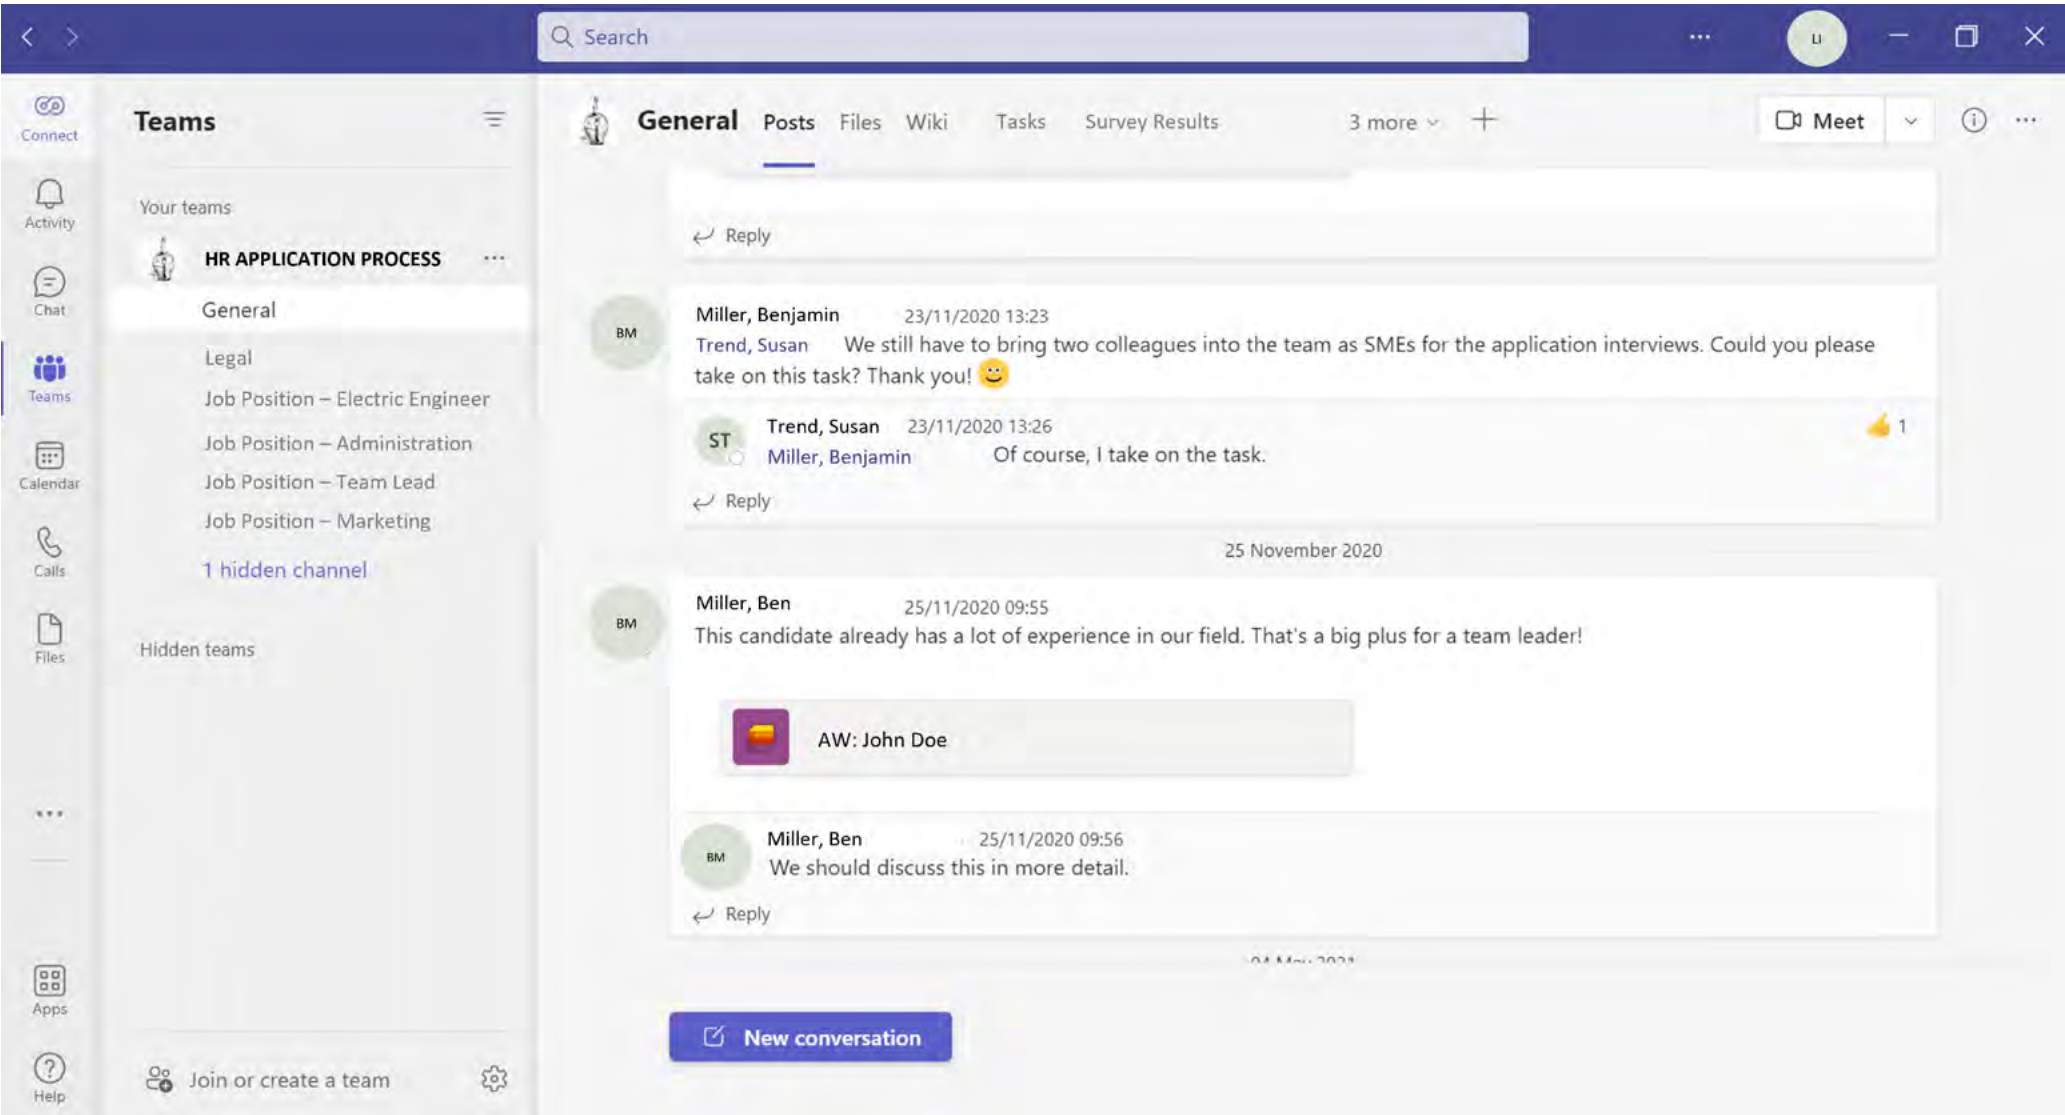 Search
LI
Connect
Activity
Chat
Teams
Calendar
Calls
Files
Apps
Help
Teams
Your teams
HR APPLICATION PROCESS
General
Legal
Job Position – Electric Engineer
Job Position – Administration
Job Position – Team Lead
Job Position – Marketing
1 hidden channel
Hidden teams
Join or create a team
General Posts Files Wiki Tasks Survey Results 3 more
Meet
Reply
BM
Miller, Benjamin 23/11/2020 13:23
Trend, Susan We still have to bring two colleagues into the team as SMEs for the application interviews. Could you please
take on this task? Thank you!
ST
Trend, Susan 23/11/2020 13:26
1
Miller, Benjamin Of course, I take on the task.
Reply
25 November 2020
BM
Miller, Ben 25/11/2020 09:55
This candidate already has a lot of experience in our field. That's a big plus for a team leader!
AW: John Doe
BM
Miller, Ben 25/11/2020 09:56
We should discuss this in more detail.
Reply
04 May 2021
New conversation